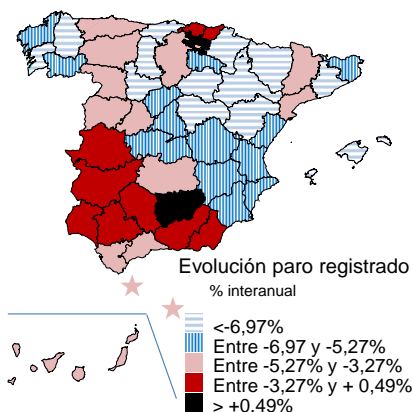 Evolución paro registrado
% interanual
<-6,97%
Entre -6,97 y -5,27%
Entre -5,27% y -3,27%
Entre -3,27% y + 0,49%
> +0,49%